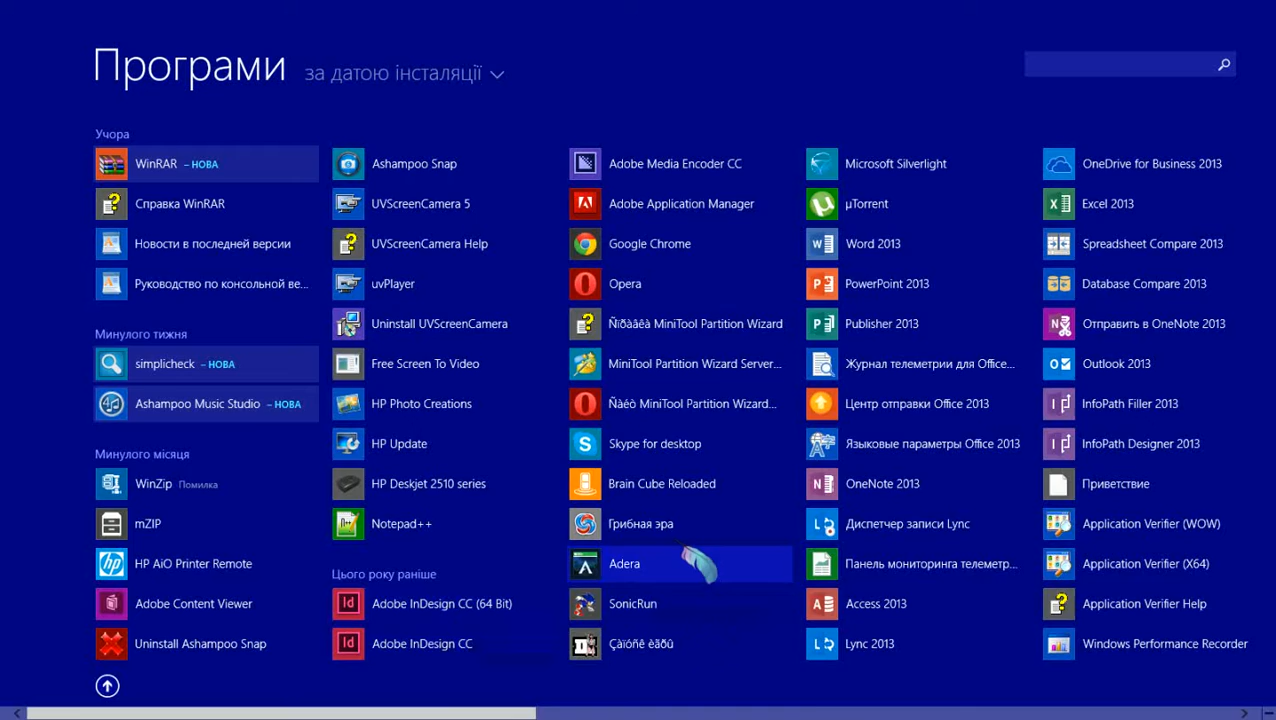 Програми за датою інсталяції
Учора
WinRAR – НОВА
Справка WinRAR
Новости в последней версии
Руководство по консольной ве...
Минулого тижня
simplicheck – НОВА
Ashampoo Music Studio – НОВА
Минулого місяця
WinZip Помилка
mZIP
HP AiO Printer Remote
Adobe Content Viewer
Uninstall Ashampoo Snap
Ashampoo Snap
UVScreenCamera 5
UVScreenCamera Help
uvPlayer
Uninstall UVScreenCamera
Free Screen To Video
HP Photo Creations
HP Update
HP Deskjet 2510 series
Notepad++
Цього року раніше
Adobe InDesign CC (64 Bit)
Adobe InDesign CC
Adobe Media Encoder CC
Adobe Application Manager
Google Chrome
Opera
Ñïðàâêà MiniTool Partition Wizard
MiniTool Partition Wizard Server...
Ñàéò MiniTool Partition Wizard...
Skype for desktop
Brain Cube Reloaded
Грибная эра
Adera
SonicRun
Çàïóñê èãðû
Microsoft Silverlight
µTorrent
Word 2013
PowerPoint 2013
Publisher 2013
Журнал телеметрии для Office...
Центр отправки Office 2013
Языковые параметры Office 2013
OneNote 2013
Диспетчер записи Lync
Панель мониторинга телеметр...
Access 2013
Lync 2013
OneDrive for Business 2013
Excel 2013
Spreadsheet Compare 2013
Database Compare 2013
Отправить в OneNote 2013
Outlook 2013
InfoPath Filler 2013
InfoPath Designer 2013
Приветствие
Application Verifier (WOW)
Application Verifier (X64)
Application Verifier Help
Windows Performance Recorder